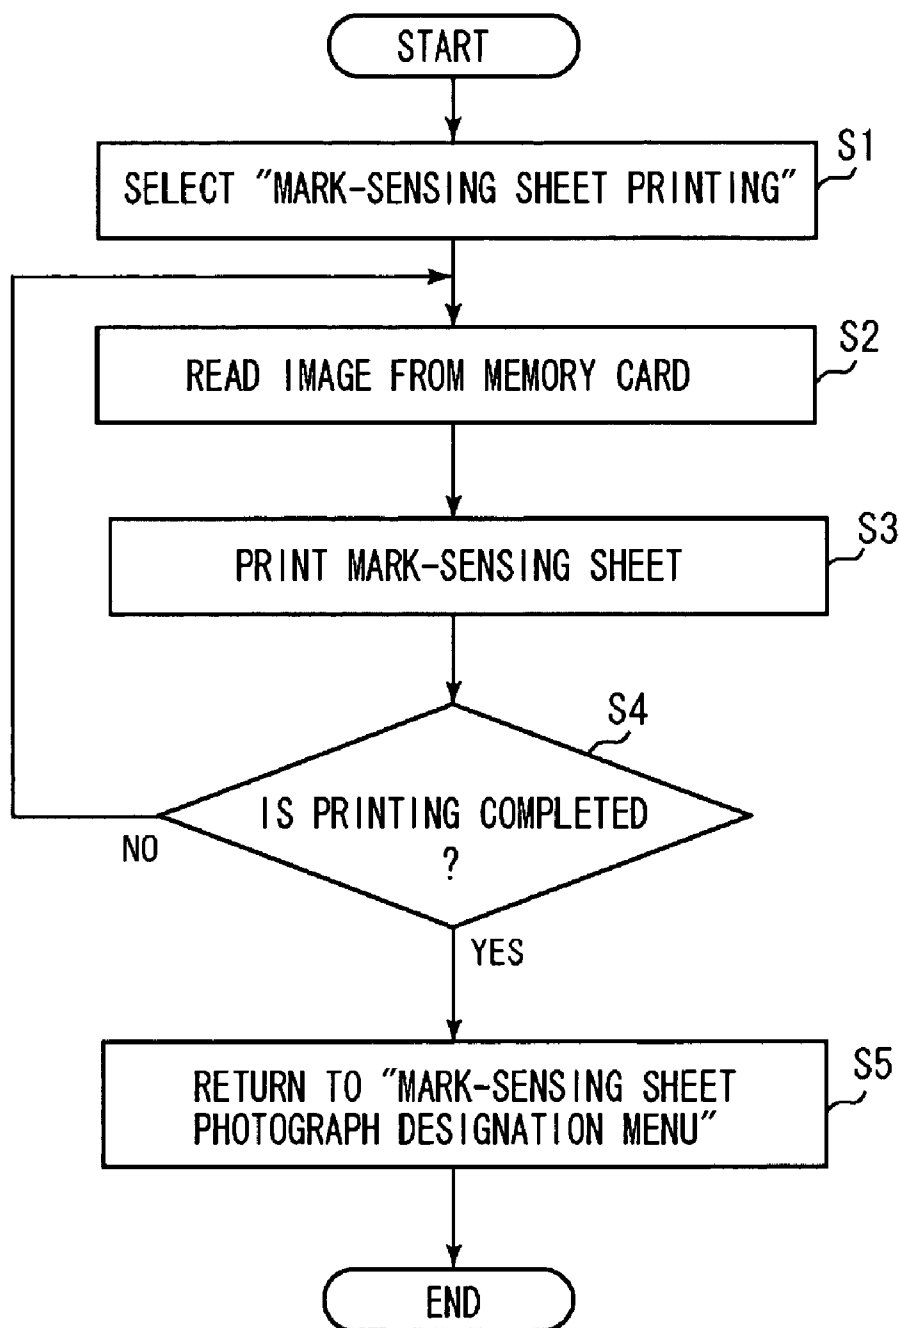 START
S1
SELECT "MARK-SENSING SHEET PRINTING"
S2
READ IMAGE FROM MEMORY CARD
S3
PRINT MARK-SENSING SHEET
S4
IS PRINTING COMPLETED
?
NO
YES
S5
RETURN TO "MARK-SENSING SHEET
PHOTOGRAPH DESIGNATION MENU"
END